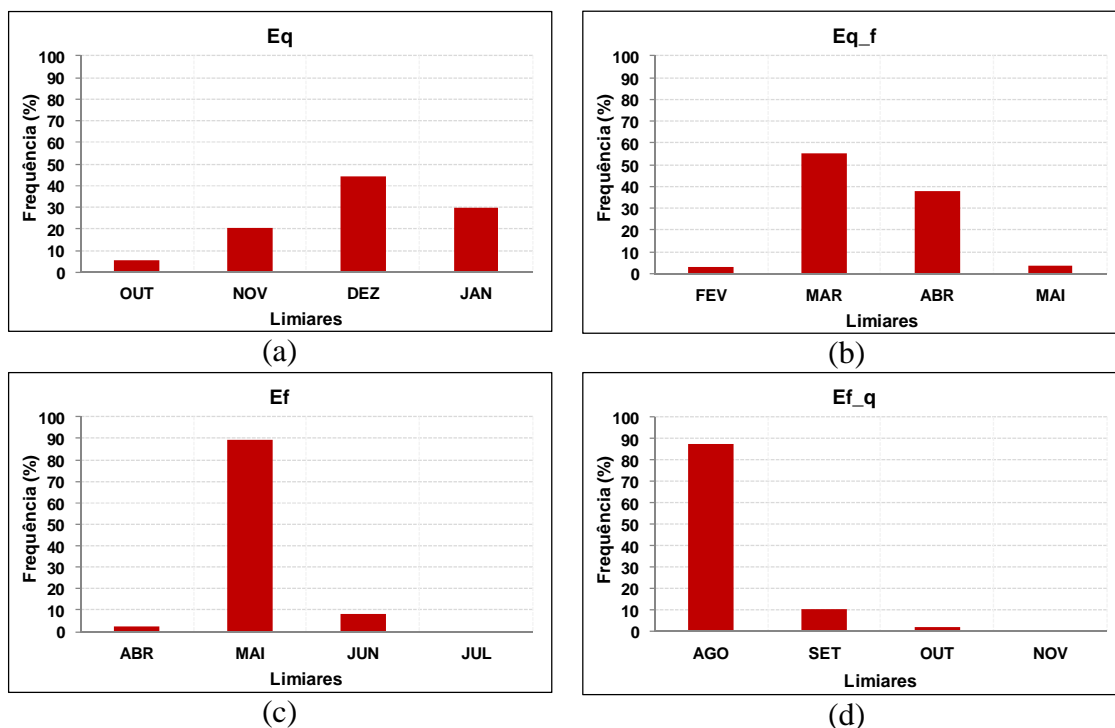 Eq
Frequência (%)
100
90
80
70
60
50
40
30
20
10
0
OUT NOV DEZ JAN
Limiares
(a)
Eq_f
Frequência (%)
100
90
80
70
60
50
40
30
20
10
0
FEV MAR ABR MAI
Limiares
(b)
Ef
Frequência (%)
100
90
80
70
60
50
40
30
20
10
0
ABR MAI JUN JUL
Limiares
(c)
Ef_q
Frequência (%)
100
90
80
70
60
50
40
30
20
10
0
AGO SET OUT NOV
Limiares
(d)